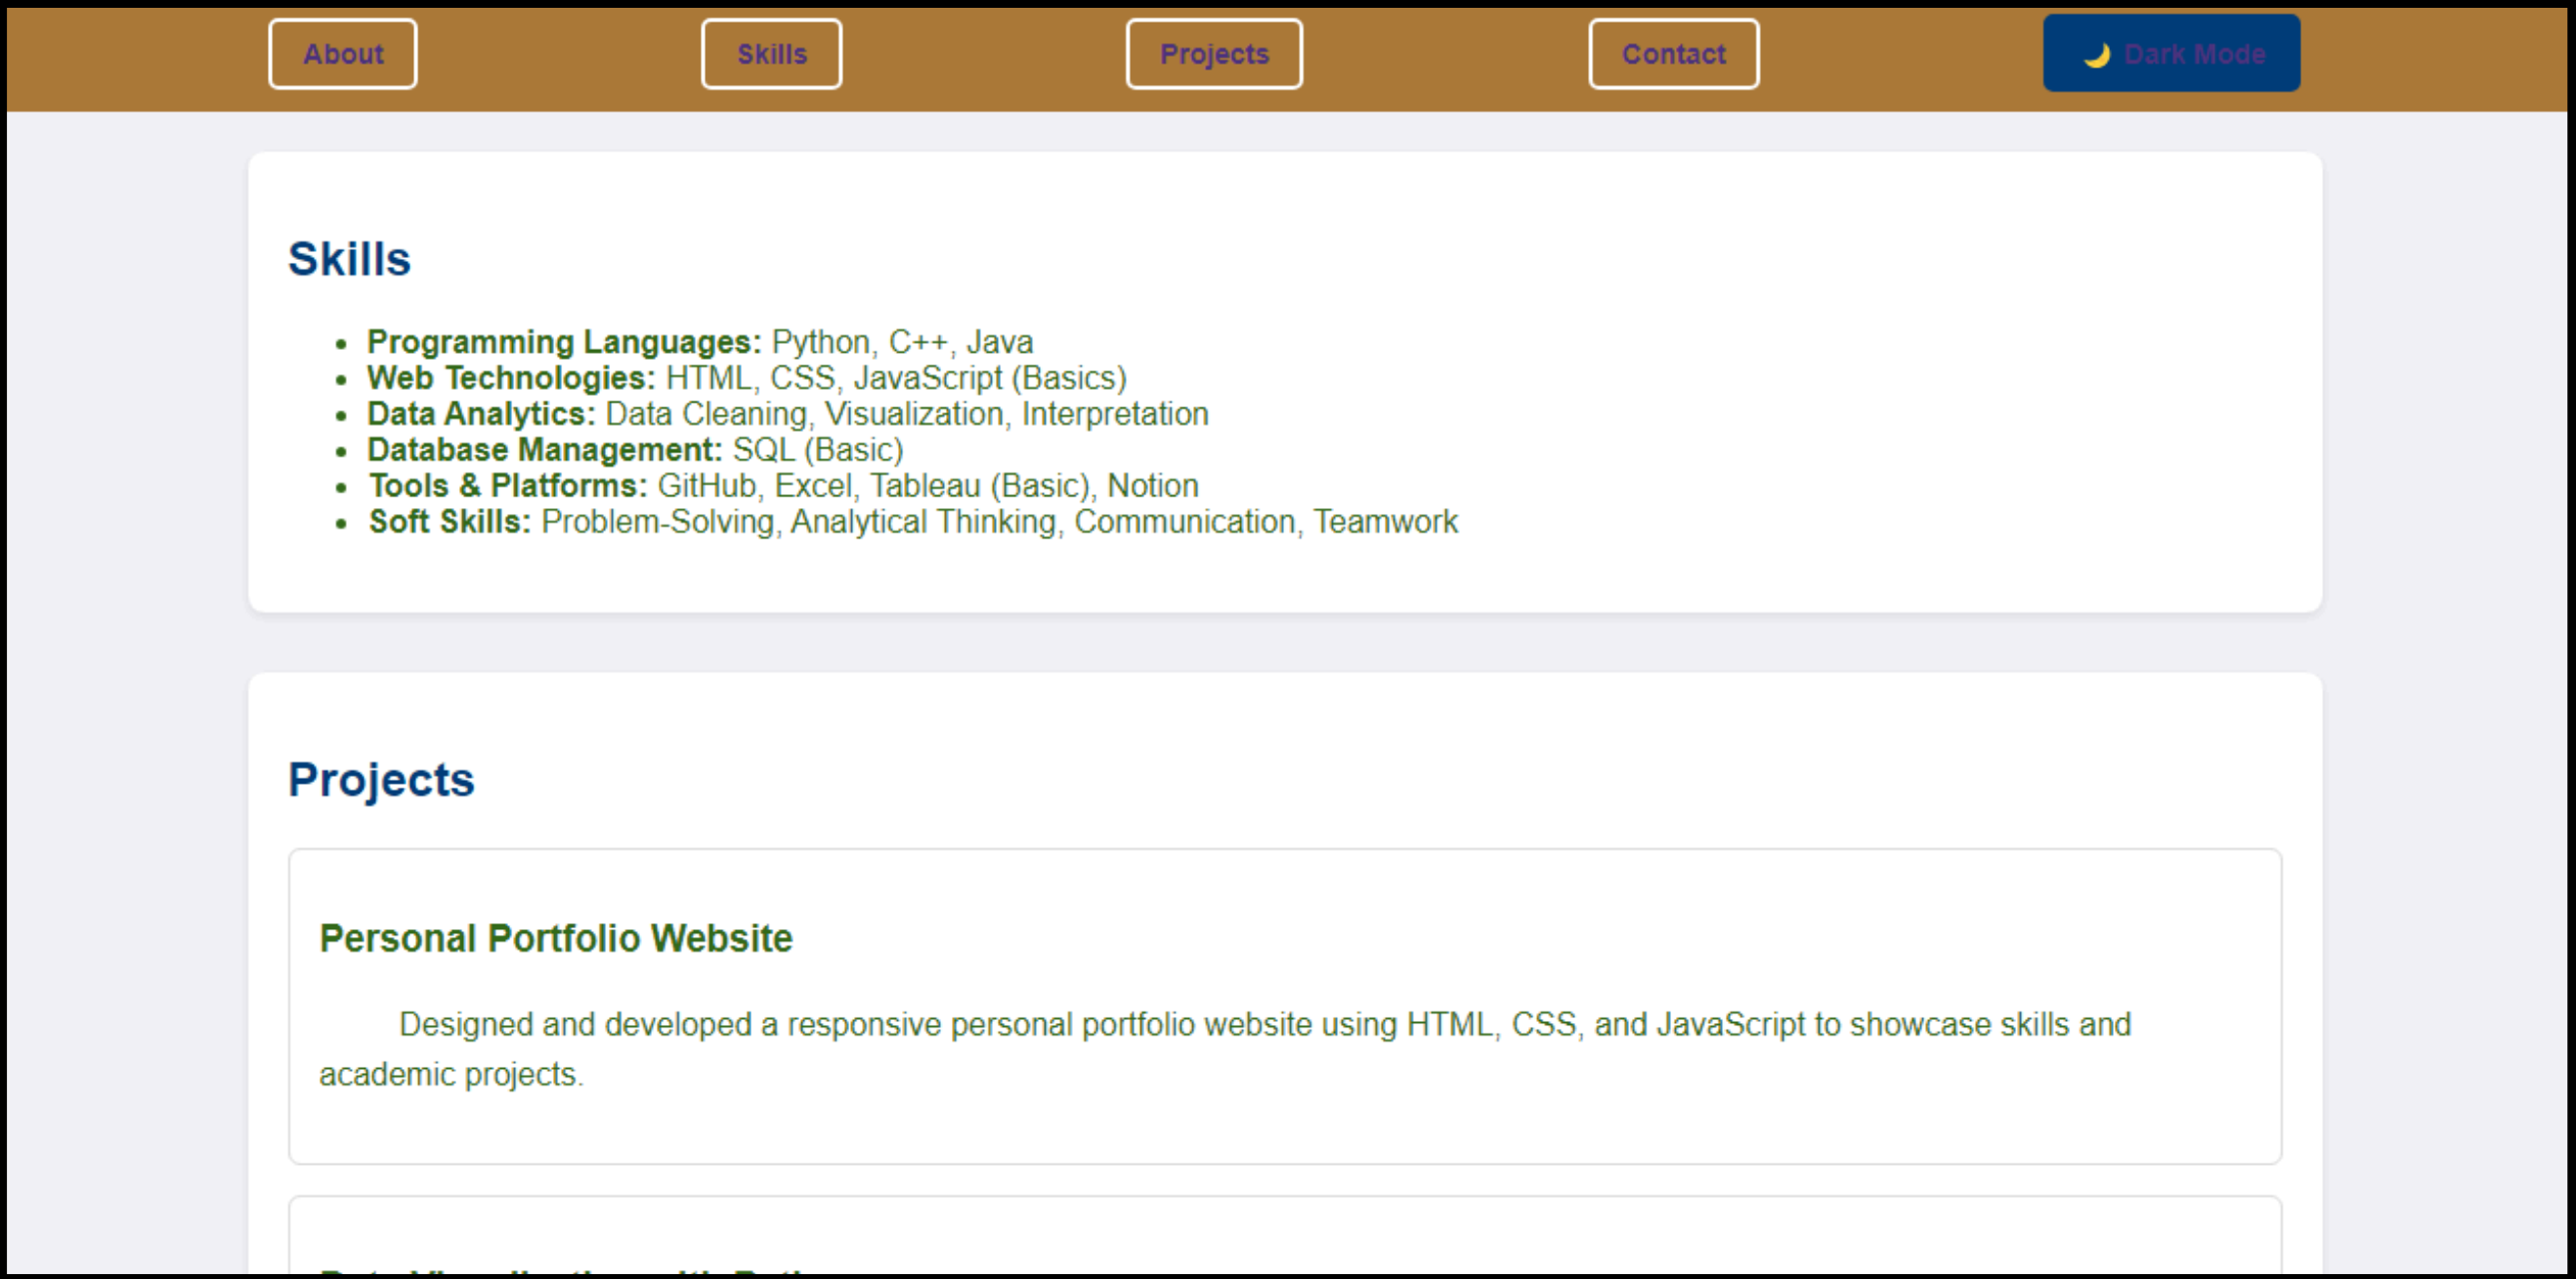 About
Skills
Projects
Contact
🌙 Dark Mode
Skills
• Programming Languages: Python, C++, Java
• Web Technologies: HTML, CSS, JavaScript (Basics)
• Data Analytics: Data Cleaning, Visualization, Interpretation
• Database Management: SQL (Basic)
• Tools & Platforms: GitHub, Excel, Tableau (Basic), Notion
• Soft Skills: Problem-Solving, Analytical Thinking, Communication, Teamwork
Projects
Personal Portfolio Website
Designed and developed a responsive personal portfolio website using HTML, CSS, and JavaScript to showcase skills and
academic projects.